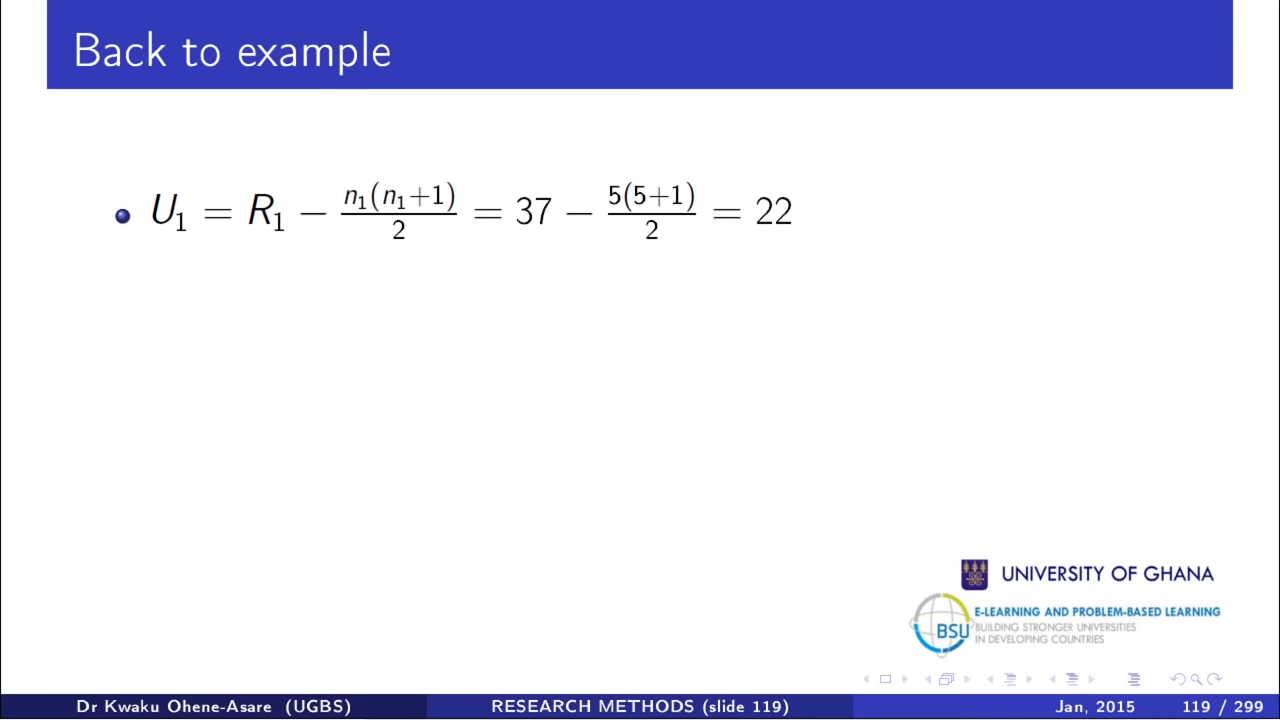 Back to example
U₁ = R₁ − n₁(n₁+1)/2 = 37 − 5(5+1)/2 = 22
UNIVERSITY OF GHANA
E-LEARNING AND PROBLEM-BASED LEARNING
BSU BUILDING STRONGER UNIVERSITIES
IN DEVELOPING COUNTRIES
Dr Kwaku Ohene-Asare (UGBS) RESEARCH METHODS (slide 119) Jan, 2015 119 / 299